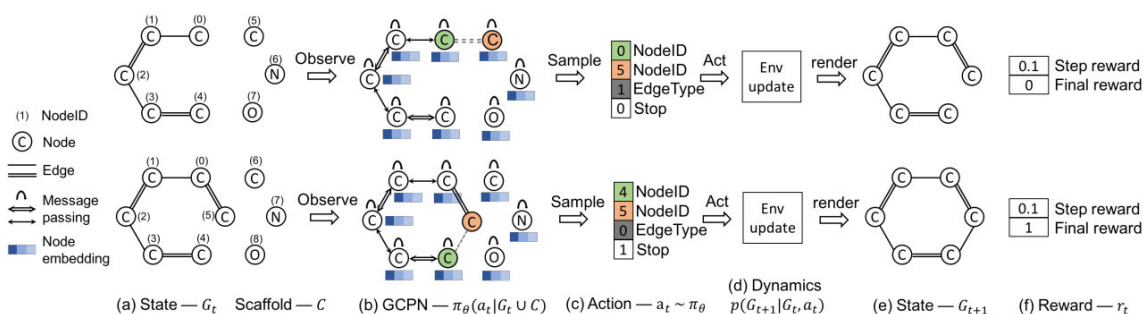 (1) (0) (5)
C C C
(6)
C (2) N
(3) (4) (7)
C C O
Observe
C C C
C N
C C O
Sample
0 NodeID
5 NodeID
1 EdgeType
0 Stop
Act
Env
update
render
C C
C C
C C
0.1 Step reward
0 Final reward
(1) NodeID
C Node
Edge
Message
passing
Node
embedding
(1) (0) (6)
C C C
(7)
C (2) (5) C N
(3) (4) (8)
C C O
Observe
C C C
C C N
C C O
Sample
4 NodeID
5 NodeID
0 EdgeType
1 Stop
Act
Env
update
render
C C
C C
C C
0.1 Step reward
1 Final reward
(a) State — G_t Scaffold — C
(b) GCPN — π_θ(a_t|G_t ∪ C)
(c) Action — a_t ~ π_θ
(d) Dynamics
p(G_{t+1}|G_t, a_t)
(e) State — G_{t+1}
(f) Reward — r_t